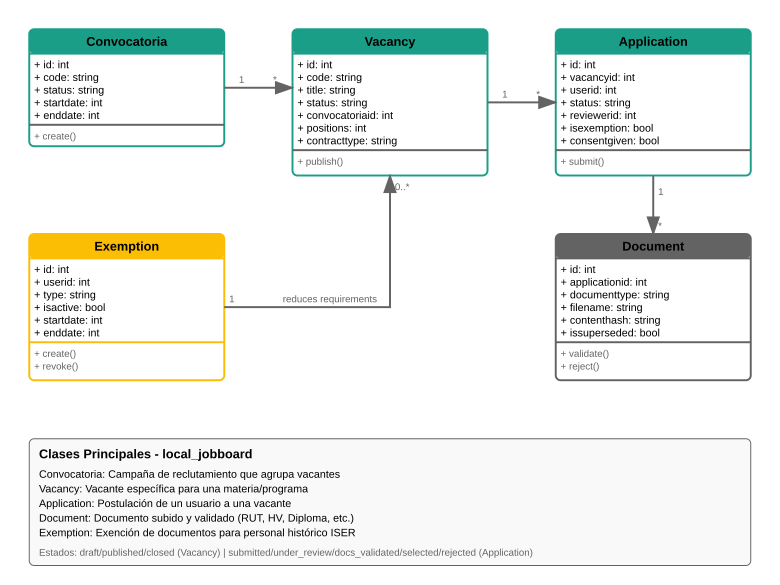 Convocatoria
+ id: int
+ code: string
+ status: string
+ startdate: int
+ enddate: int
+ create()
1
*
Vacancy
+ id: int
+ code: string
+ title: string
+ status: string
+ convocatoriaid: int
+ positions: int
+ contracttype: string
+ publish()
1
*
Application
+ id: int
+ vacancyid: int
+ userid: int
+ status: string
+ reviewerid: int
+ isexemption: bool
+ consentgiven: bool
+ submit()
0..*
1
*
Exemption
+ id: int
+ userid: int
+ type: string
+ isactive: bool
+ startdate: int
+ enddate: int
+ create()
+ revoke()
1
reduces requirements
Document
+ id: int
+ applicationid: int
+ documenttype: string
+ filename: string
+ contenthash: string
+ issuperseded: bool
+ validate()
+ reject()
Clases Principales - local_jobboard
Convocatoria: Campaña de reclutamiento que agrupa vacantes
Vacancy: Vacante específica para una materia/programa
Application: Postulación de un usuario a una vacante
Document: Documento subido y validado (RUT, HV, Diploma, etc.)
Exemption: Exención de documentos para personal histórico ISER
Estados: draft/published/closed (Vacancy) | submitted/under_review/docs_validated/selected/rejected (Application)